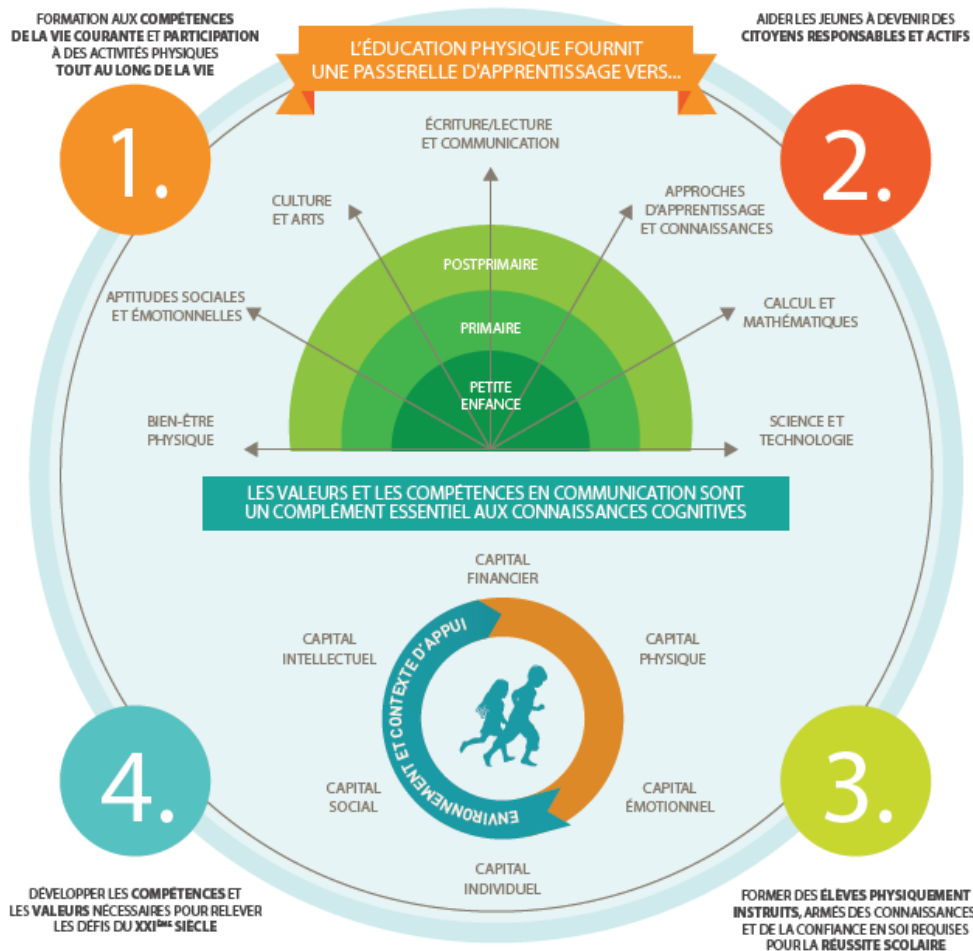 FORMATION AUX COMPÉTENCES
DE LA VIE COURANTE ET PARTICIPATION
À DES ACTIVITÉS PHYSIQUES
TOUT AU LONG DE LA VIE
1.
L'ÉDUCATION PHYSIQUE FOURNIT
UNE PASSERELLE D'APPRENTISSAGE VERS...
AIDER LES JEUNES À DEVENIR DES
CITOYENS RESPONSABLES ET ACTIFS
2.
ÉCRITURE/LECTURE
ET COMMUNICATION
CULTURE
ET ARTS
APPROCHES
D'APPRENTISSAGE
ET CONNAISSANCES
APTITUDES SOCIALES
ET ÉMOTIONNELLES
CALCUL ET
MATHÉMATIQUES
BIEN-ÊTRE
PHYSIQUE
SCIENCE ET
TECHNOLOGIE
POSTPRIMAIRE
PRIMAIRE
PETITE
ENFANCE
LES VALEURS ET LES COMPÉTENCES EN COMMUNICATION SONT
UN COMPLÉMENT ESSENTIEL AUX CONNAISSANCES COGNITIVES
CAPITAL
FINANCIER
CAPITAL
INTELLECTUEL
CAPITAL
PHYSIQUE
ENVIRONNEMENT ET CONTEXTE D'APPUI
CAPITAL
SOCIAL
CAPITAL
ÉMOTIONNEL
CAPITAL
INDIVIDUEL
4.
DÉVELOPPER LES COMPÉTENCES ET
LES VALEURS NÉCESSAIRES POUR RELEVER
LES DÉFIS DU XXIÈME SIÈCLE
3.
FORMER DES ÉLÈVES PHYSIQUEMENT
INSTRUITS, ARMÉS DES CONNAISSANCES
ET DE LA CONFIANCE EN SOI REQUISES
POUR LA RÉUSSITE SCOLAIRE